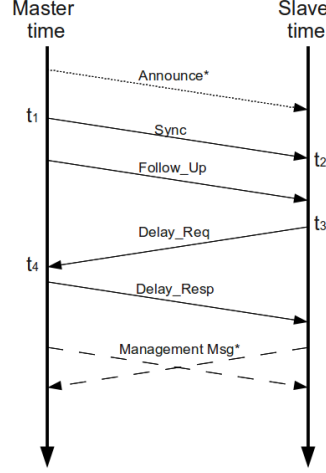 Master
time
Slave
time
Announce*
t1
Sync
t2
Follow_Up
t3
Delay_Req
t4
Delay_Resp
Management Msg*